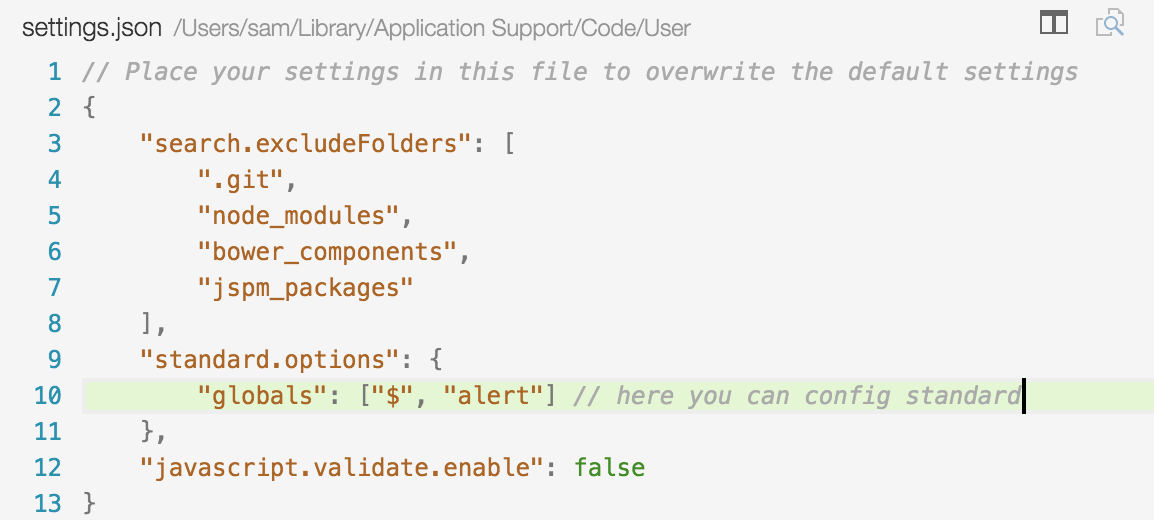 settings.json /Users/sam/Library/Application Support/Code/User
1 // Place your settings in this file to overwrite the default settings
2 {
3     "search.excludeFolders": [
4         ".git",
5         "node_modules",
6         "bower_components",
7         "jspm_packages"
8     ],
9     "standard.options": {
10         "globals": ["$", "alert"] // here you can config standard
11     },
12     "javascript.validate.enable": false
13 }